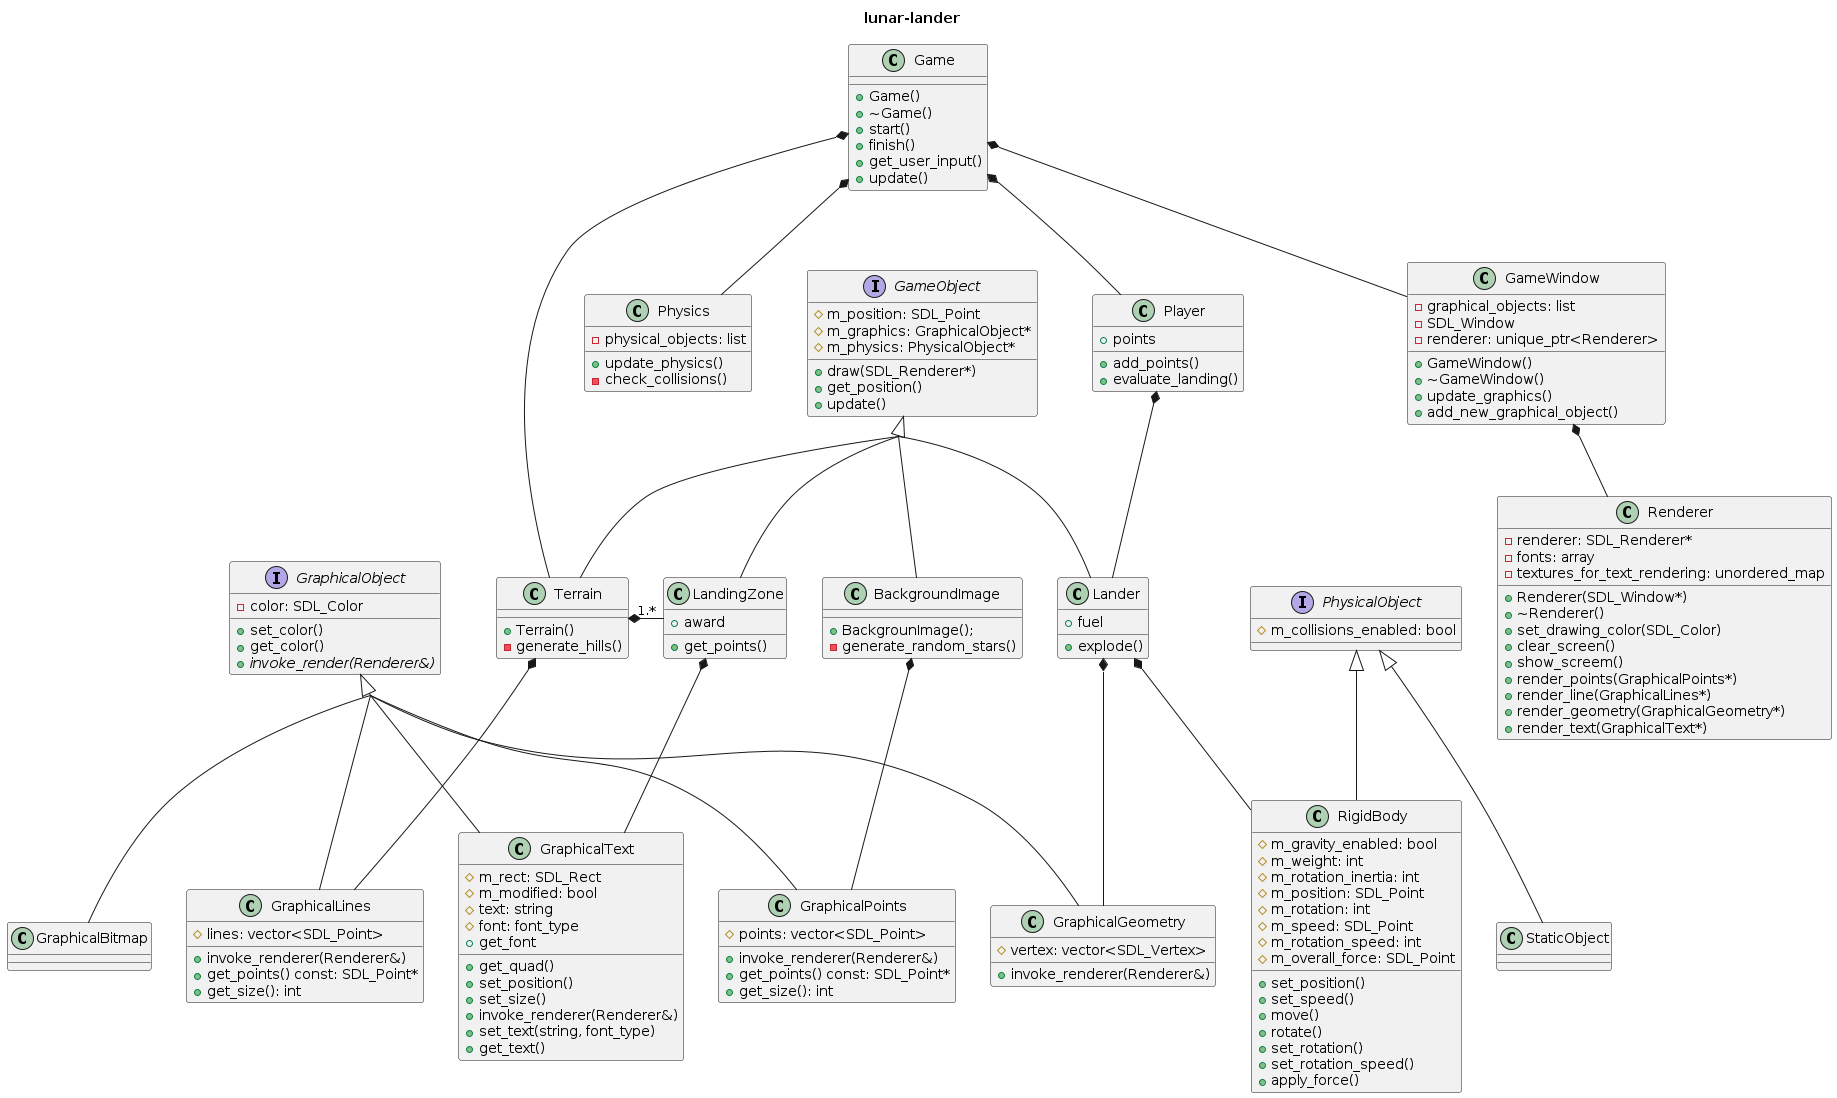 lunar-lander
C Game
Game()
~Game()
start()
finish()
get_user_input()
update()
C Physics
physical_objects: list
update_physics()
check_collisions()
I GameObject
m_position: SDL_Point
m_graphics: GraphicalObject*
m_physics: PhysicalObject*
draw(SDL_Renderer*)
get_position()
update()
C Player
points
add_points()
evaluate_landing()
C GameWindow
graphical_objects: list
SDL_Window
renderer: unique_ptr<Renderer>
GameWindow()
~GameWindow()
update_graphics()
add_new_graphical_object()
I GraphicalObject
color: SDL_Color
set_color()
get_color()
invoke_render(Renderer&)
C Terrain
Terrain()
generate_hills()
1.*
C LandingZone
award
get_points()
C BackgroundImage
BackgrounImage();
generate_random_stars()
C Lander
fuel
explode()
I PhysicalObject
m_collisions_enabled: bool
C Renderer
renderer: SDL_Renderer*
fonts: array
textures_for_text_rendering: unordered_map
Renderer(SDL_Window*)
~Renderer()
set_drawing_color(SDL_Color)
clear_screen()
show_screem()
render_points(GraphicalPoints*)
render_line(GraphicalLines*)
render_geometry(GraphicalGeometry*)
render_text(GraphicalText*)
C GraphicalBitmap
C GraphicalLines
lines: vector<SDL_Point>
invoke_renderer(Renderer&)
get_points() const: SDL_Point*
get_size(): int
C GraphicalText
m_rect: SDL_Rect
m_modified: bool
text: string
font: font_type
get_font
get_quad()
set_position()
set_size()
invoke_renderer(Renderer&)
set_text(string, font_type)
get_text()
C GraphicalPoints
points: vector<SDL_Point>
invoke_renderer(Renderer&)
get_points() const: SDL_Point*
get_size(): int
C GraphicalGeometry
vertex: vector<SDL_Vertex>
invoke_renderer(Renderer&)
C RigidBody
m_gravity_enabled: bool
m_weight: int
m_rotation_inertia: int
m_position: SDL_Point
m_rotation: int
m_speed: SDL_Point
m_rotation_speed: int
m_overall_force: SDL_Point
set_position()
set_speed()
move()
rotate()
set_rotation()
set_rotation_speed()
apply_force()
C StaticObject